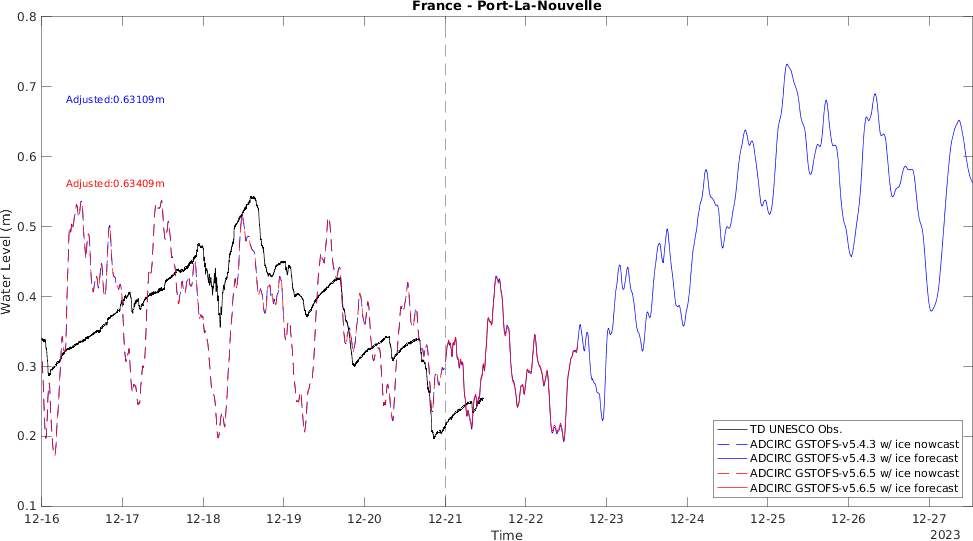 France - Port-La-Nouvelle
0.8
0.7
0.6
0.5
0.4
0.3
0.2
0.1
Water Level (m)
Adjusted:0.63109m
Adjusted:0.63409m
TD UNESCO Obs.
ADCIRC GSTOFS-v5.4.3 w/ ice nowcast
ADCIRC GSTOFS-v5.4.3 w/ ice forecast
ADCIRC GSTOFS-v5.6.5 w/ ice nowcast
ADCIRC GSTOFS-v5.6.5 w/ ice forecast
12-16 12-17 12-18 12-19 12-20 12-21 12-22 12-23 12-24 12-25 12-26 12-27
Time
2023